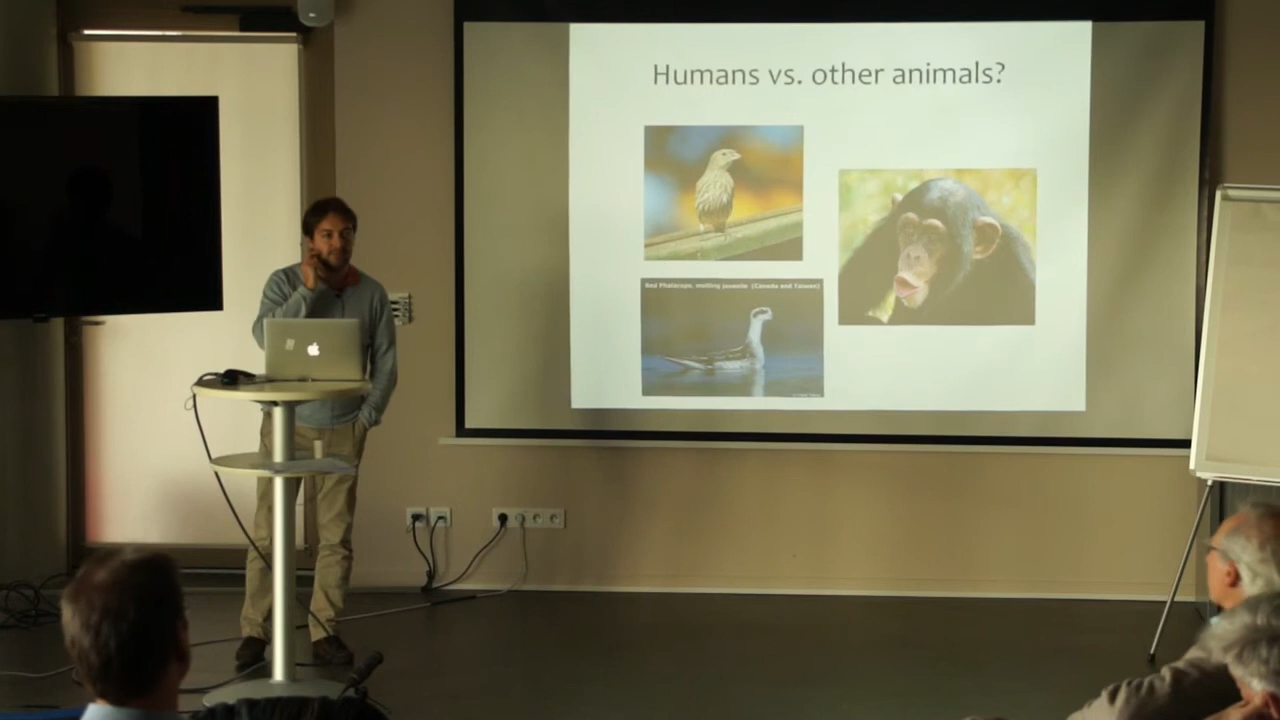 Humans vs. other animals?
Red Phalarope, molting juvenile (Canada and Taiwan)